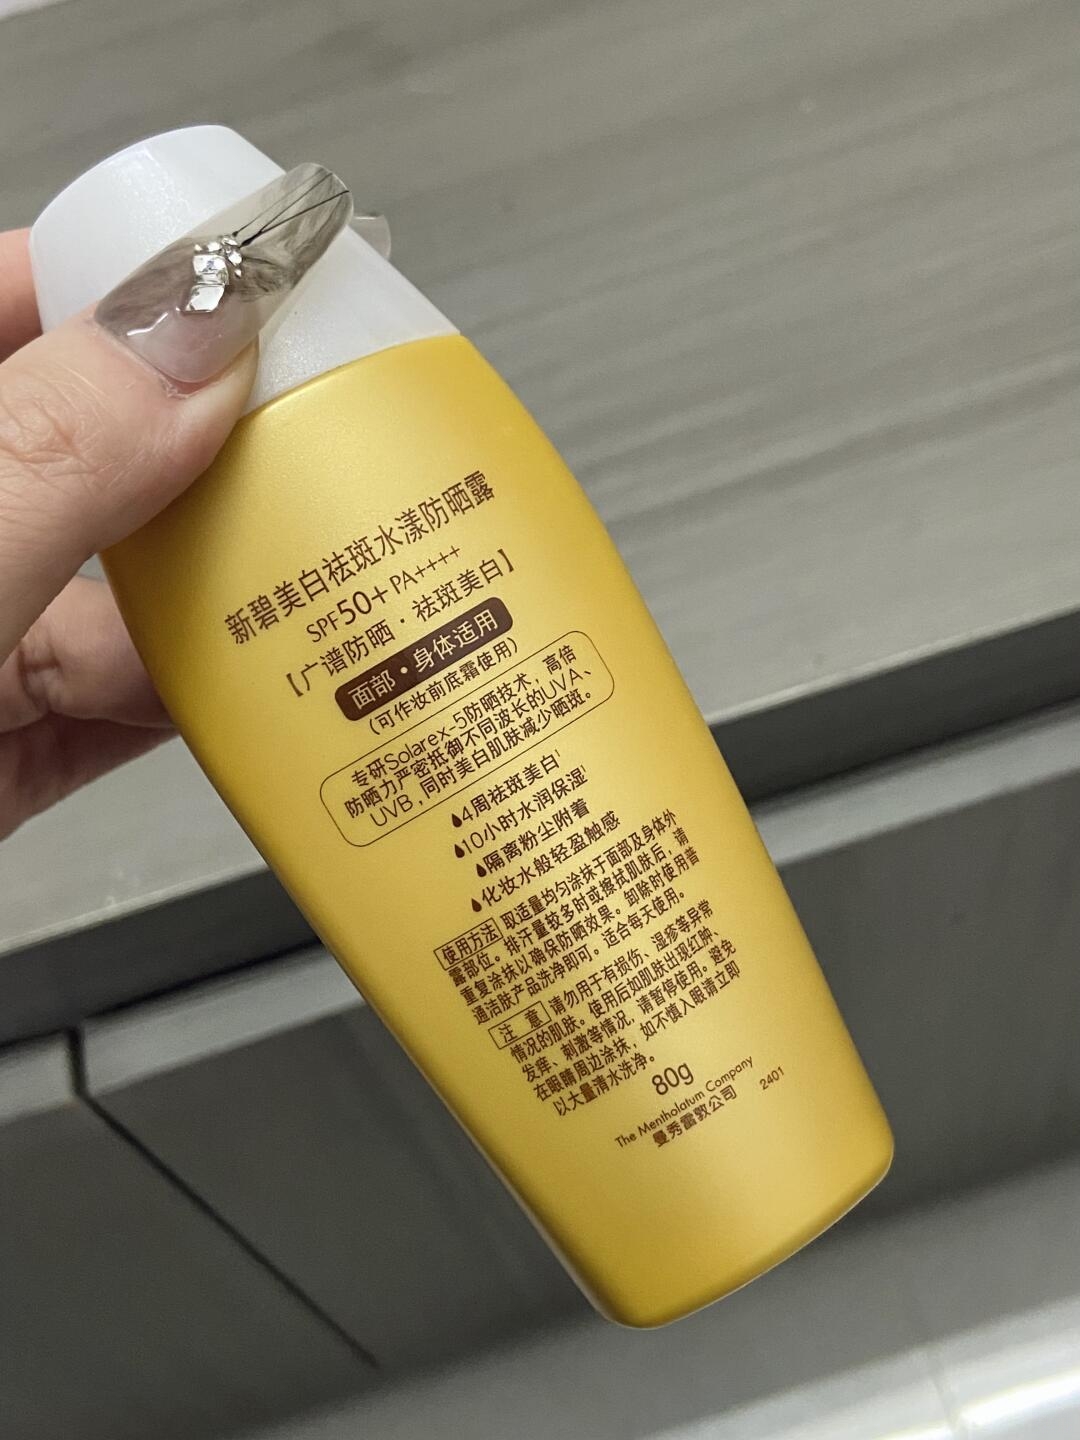 新碧美白祛斑水漾防晒露
SPF50+ PA++++
【广谱防晒·祛斑美白】
面部·身体适用
(可作妆前底霜使用)
专研Solarex-5防晒技术，高倍
防晒力严密抵御不同波长的UVA、
UVB，同时美白肌肤减少晒斑。
4周祛斑美白¹
10小时水润保湿¹
隔离粉尘附着
化妆水般轻盈触感
使用方法 取适量均匀涂抹于面部及身体外
露部位。排汗量较多时或擦拭肌肤后，请
重复涂抹以确保防晒效果。卸除时使用普
通洁肤产品洗净即可。适合每天使用。
注 意 请勿用于有损伤、湿疹等异常
情况的肌肤。使用后如肌肤出现红肿、
发痒、刺激等情况，请暂停使用。避免
在眼睛周边涂抹，如不慎入眼请立即
以大量清水洗净。
80g
The Mentholatum Company
曼秀雷敦公司
2401